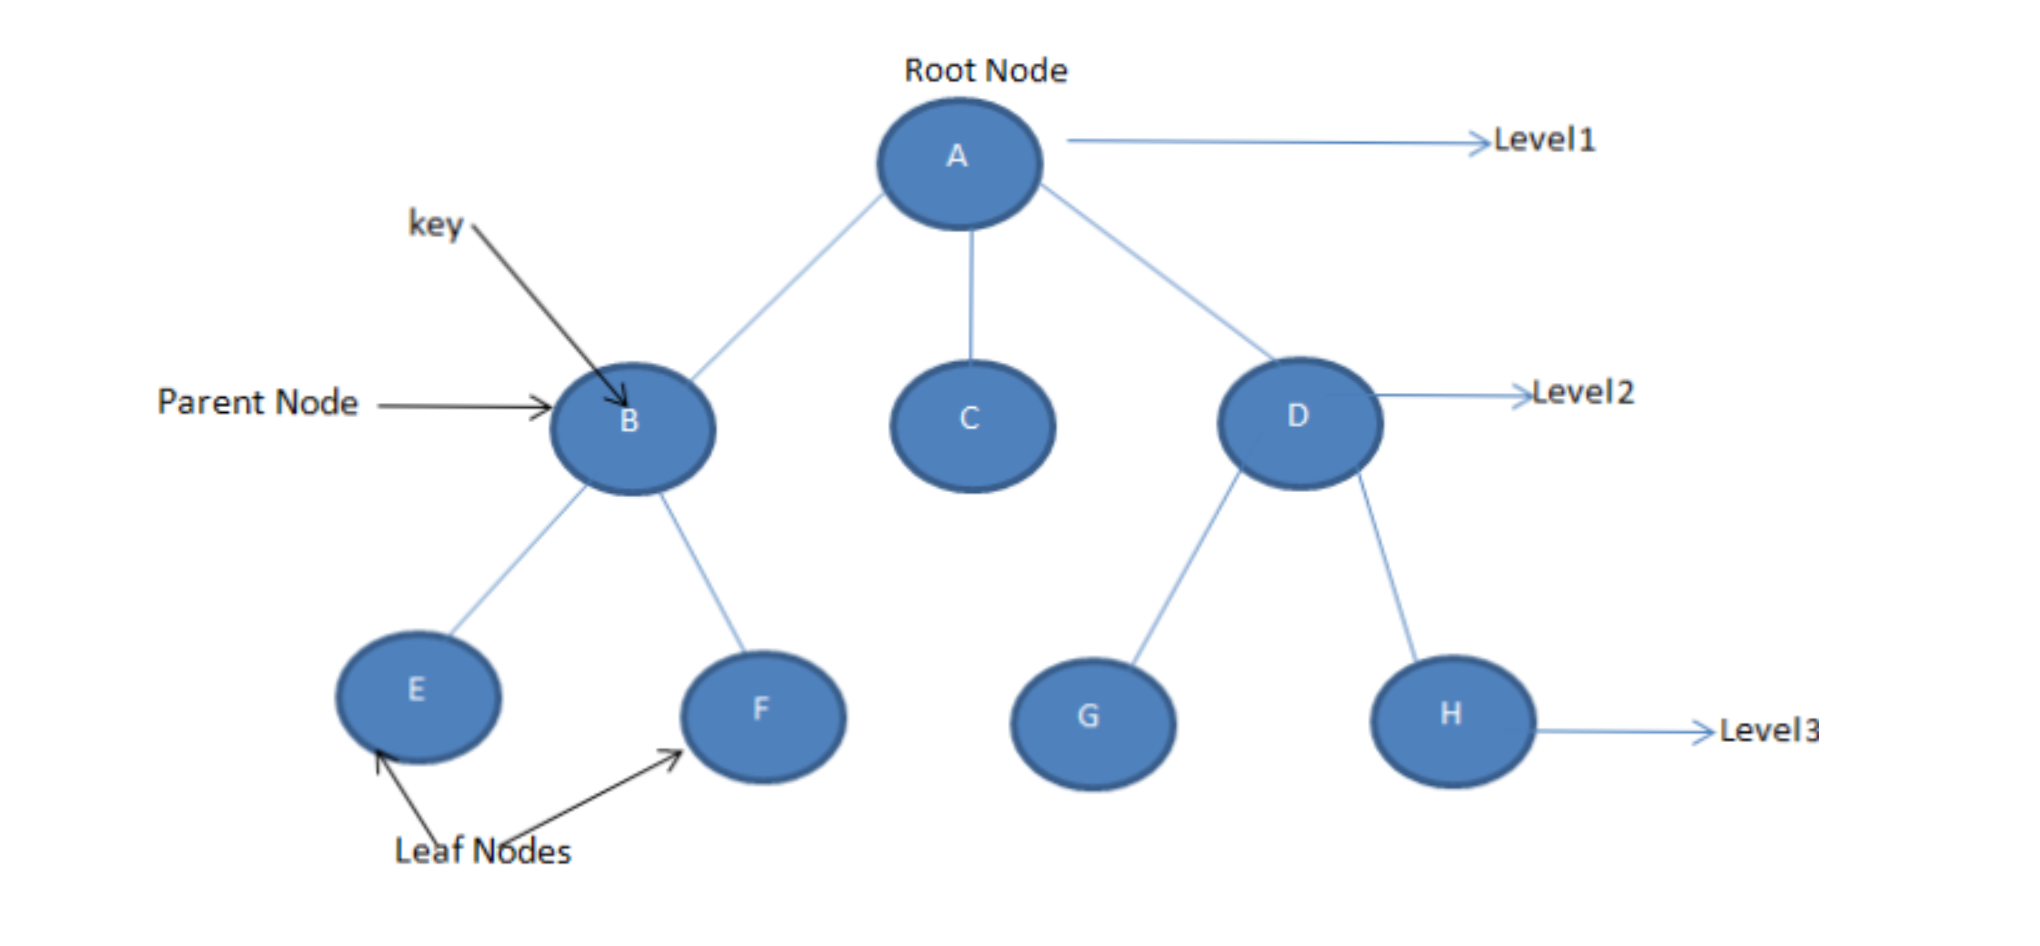 Root Node
A
Level1
key
Parent Node
B
C
D
Level2
E
F
G
H
Level3
Leaf Nodes